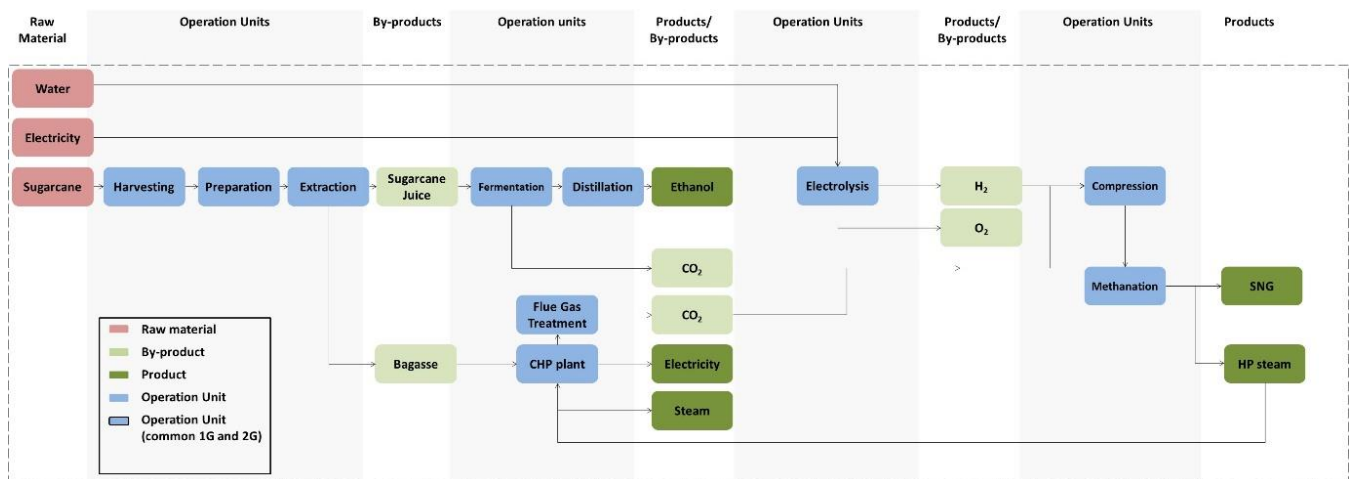 Raw
Material
Operation Units
By-products
Operation units
Products/
By-products
Operation Units
Products/
By-products
Operation Units
Products
Water
Electricity
Sugarcane
Harvesting
Preparation
Extraction
Sugarcane
Juice
Fermentation
Distillation
Ethanol
Electrolysis
H₂
Compression
O₂
CO₂
Methanation
SNG
Flue Gas
Treatment
CO₂
Bagasse
CHP plant
Electricity
HP steam
Steam
Raw material
By-product
Product
Operation Unit
Operation Unit
(common 1G and 2G)